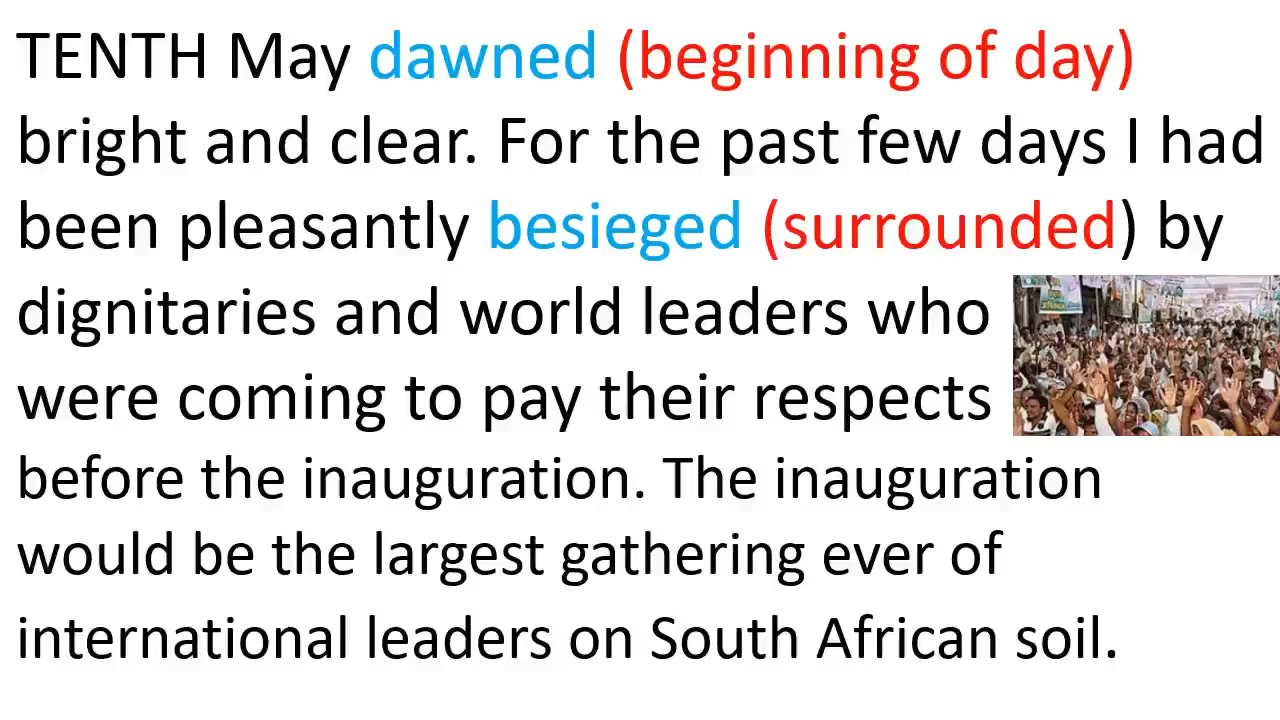 TENTH May dawned (beginning of day)
bright and clear. For the past few days I had
been pleasantly besieged (surrounded) by
dignitaries and world leaders who
were coming to pay their respects
before the inauguration. The inauguration
would be the largest gathering ever of
international leaders on South African soil.